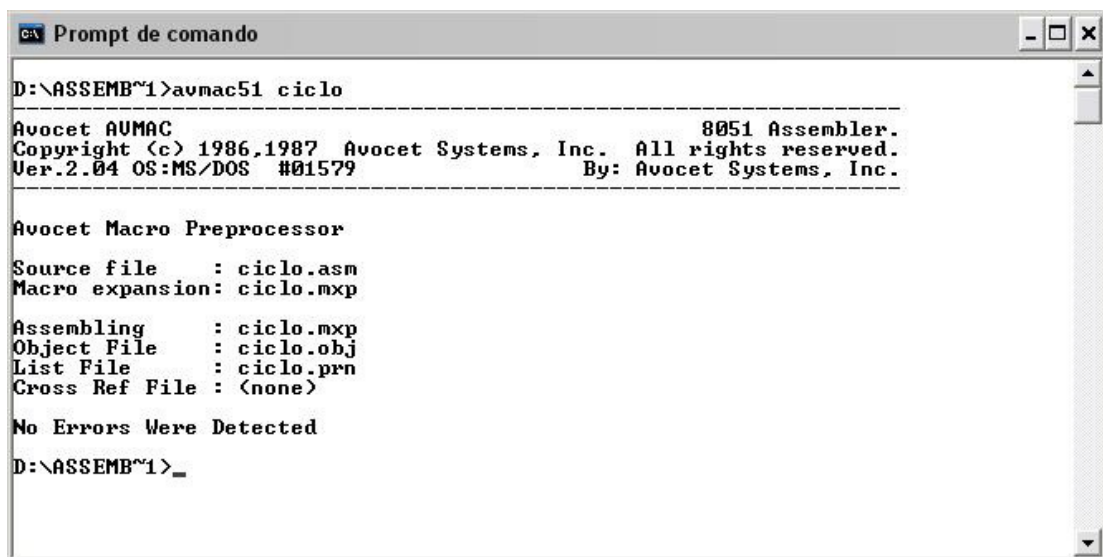 Prompt de comando
D:\ASSEMB~1>avmac51 ciclo
Avocet AVMAC 8051 Assembler.
Copyright (c) 1986,1987 Avocet Systems, Inc. All rights reserved.
Ver.2.04 OS:MS/DOS #01579 By: Avocet Systems, Inc.
Avocet Macro Preprocessor
Source file : ciclo.asm
Macro expansion: ciclo.mxp
Assembling : ciclo.mxp
Object File : ciclo.obj
List File : ciclo.prn
Cross Ref File : (none)
No Errors Were Detected
D:\ASSEMB~1>_